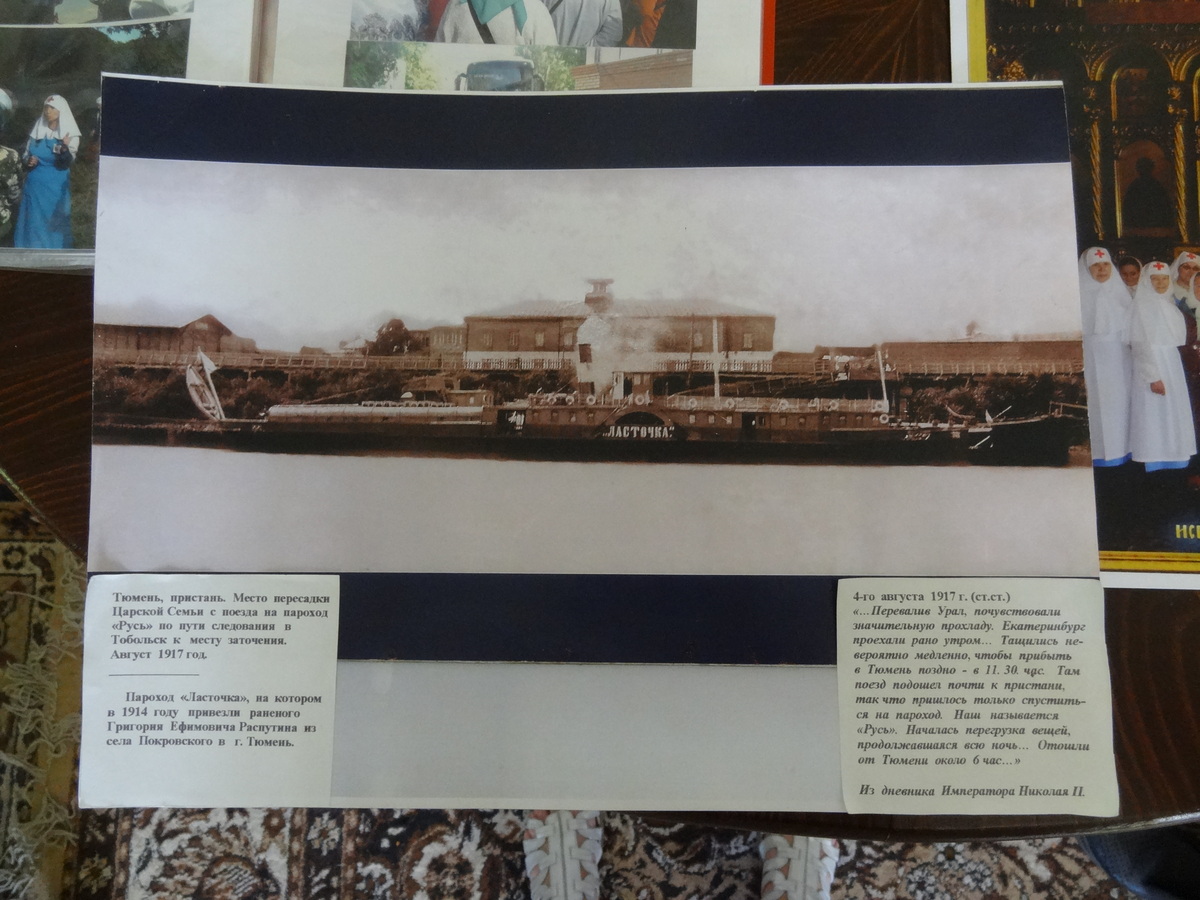 „ЛАСТОЧКА."
Тюмень, пристань. Место пересадки
Царской Семьи с поезда на пароход
«Русь» по пути следования в
Тобольск к месту заточения.
Август 1917 год.
Пароход «Ласточка», на котором
в 1914 году привезли раненого
Григория Ефимовича Распутина из
села Покровского в г. Тюмень.
4-го августа 1917 г. (ст.ст.)
«...Перевалив Урал, почувствовали
значительную прохладу. Екатеринбург
проехали рано утром... Тащились не-
вероятно медленно, чтобы прибыть
в Тюмень поздно - в 11. 30. час. Там
поезд подошел почти к пристани,
так что пришлось только спустить-
ся на пароход. Наш называется
«Русь». Началась перегрузка вещей,
продолжавшаяся всю ночь... Отошли
от Тюмени около 6 час...»
Из дневника Императора Николая II.